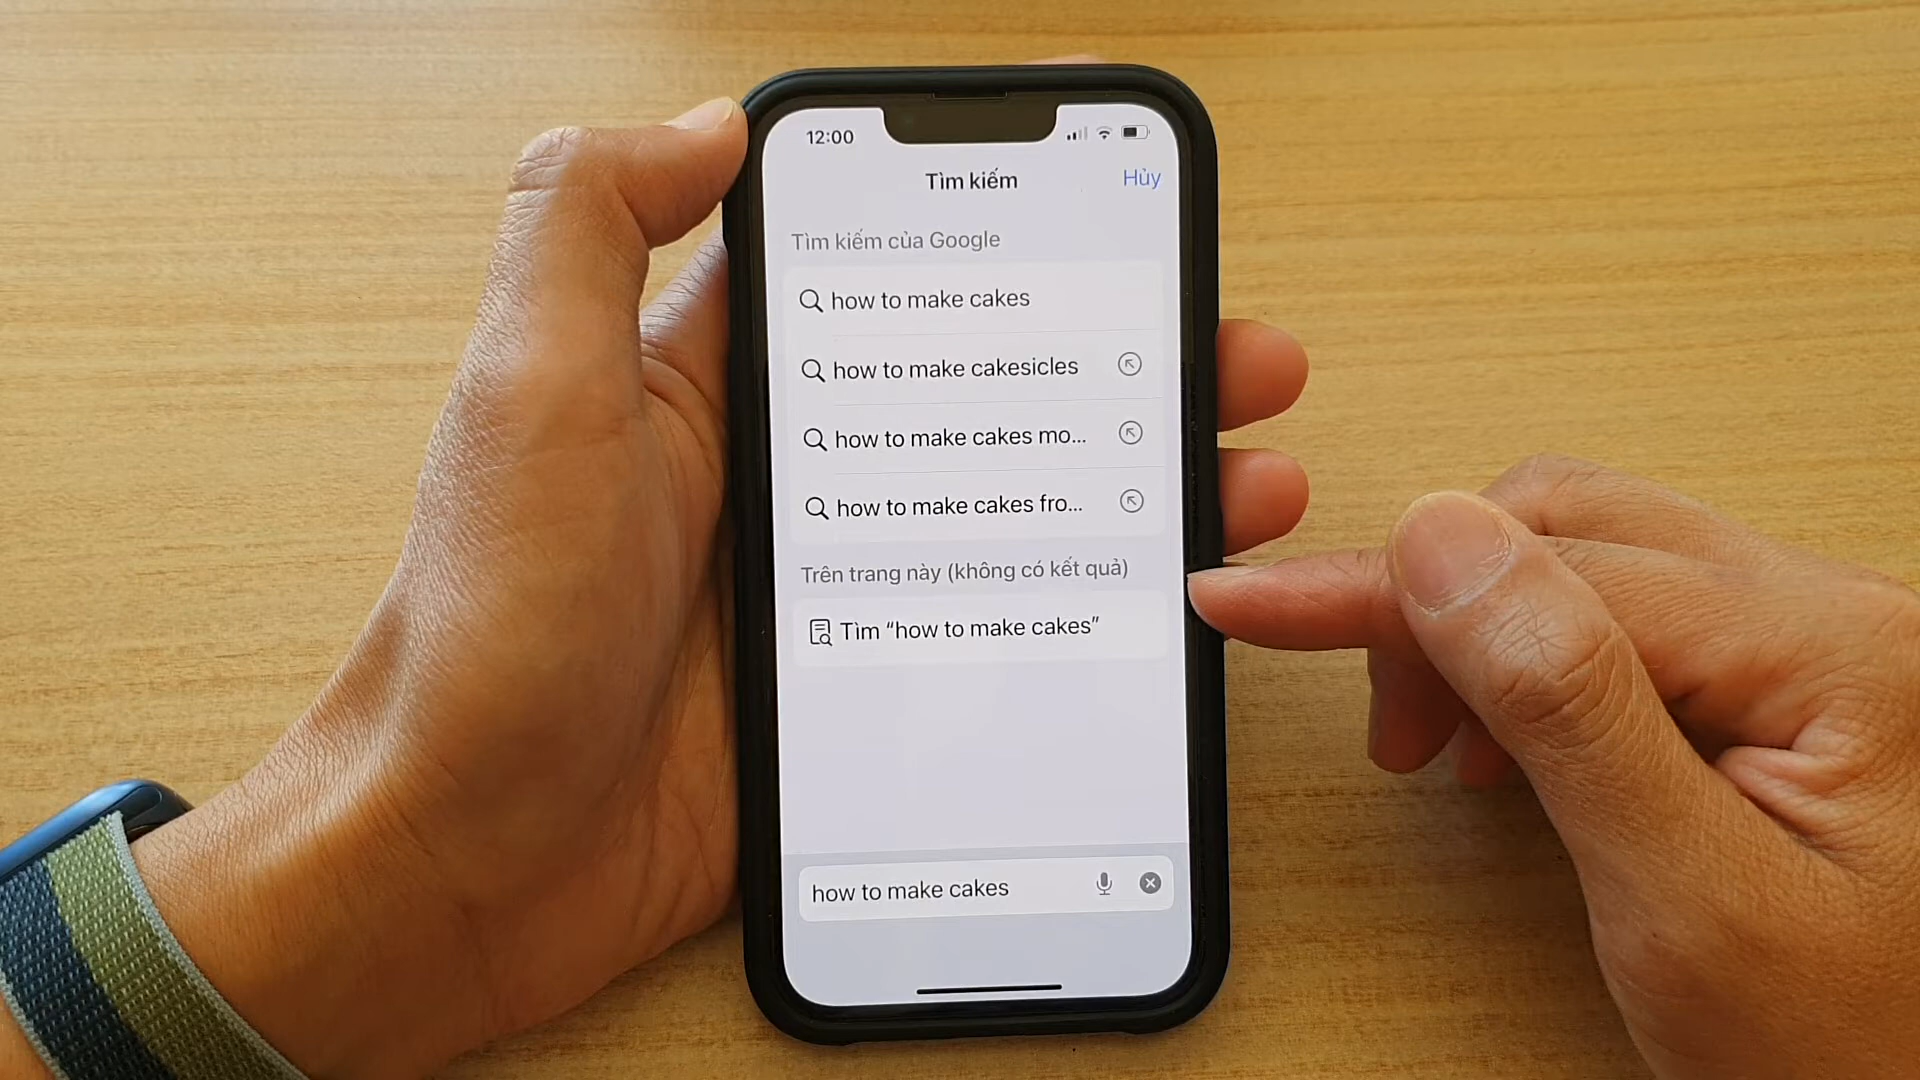 12:00
Tìm kiếm
Hủy
Tìm kiếm của Google
how to make cakes
how to make cakesicles
how to make cakes mo...
how to make cakes fro...
Trên trang này (không có kết quả)
Tìm “how to make cakes”
how to make cakes